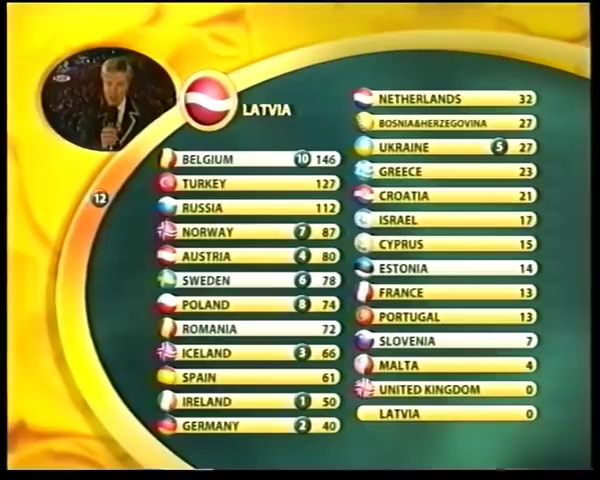 LATVIA
12
BELGIUM 10 146
TURKEY 127
RUSSIA 112
NORWAY 7 87
AUSTRIA 4 80
SWEDEN 6 78
POLAND 8 74
ROMANIA 72
ICELAND 3 66
SPAIN 61
IRELAND 1 50
GERMANY 2 40
NETHERLANDS 32
BOSNIA&HERZEGOVINA 27
UKRAINE 5 27
GREECE 23
CROATIA 21
ISRAEL 17
CYPRUS 15
ESTONIA 14
FRANCE 13
PORTUGAL 13
SLOVENIA 7
MALTA 4
UNITED KINGDOM 0
LATVIA 0